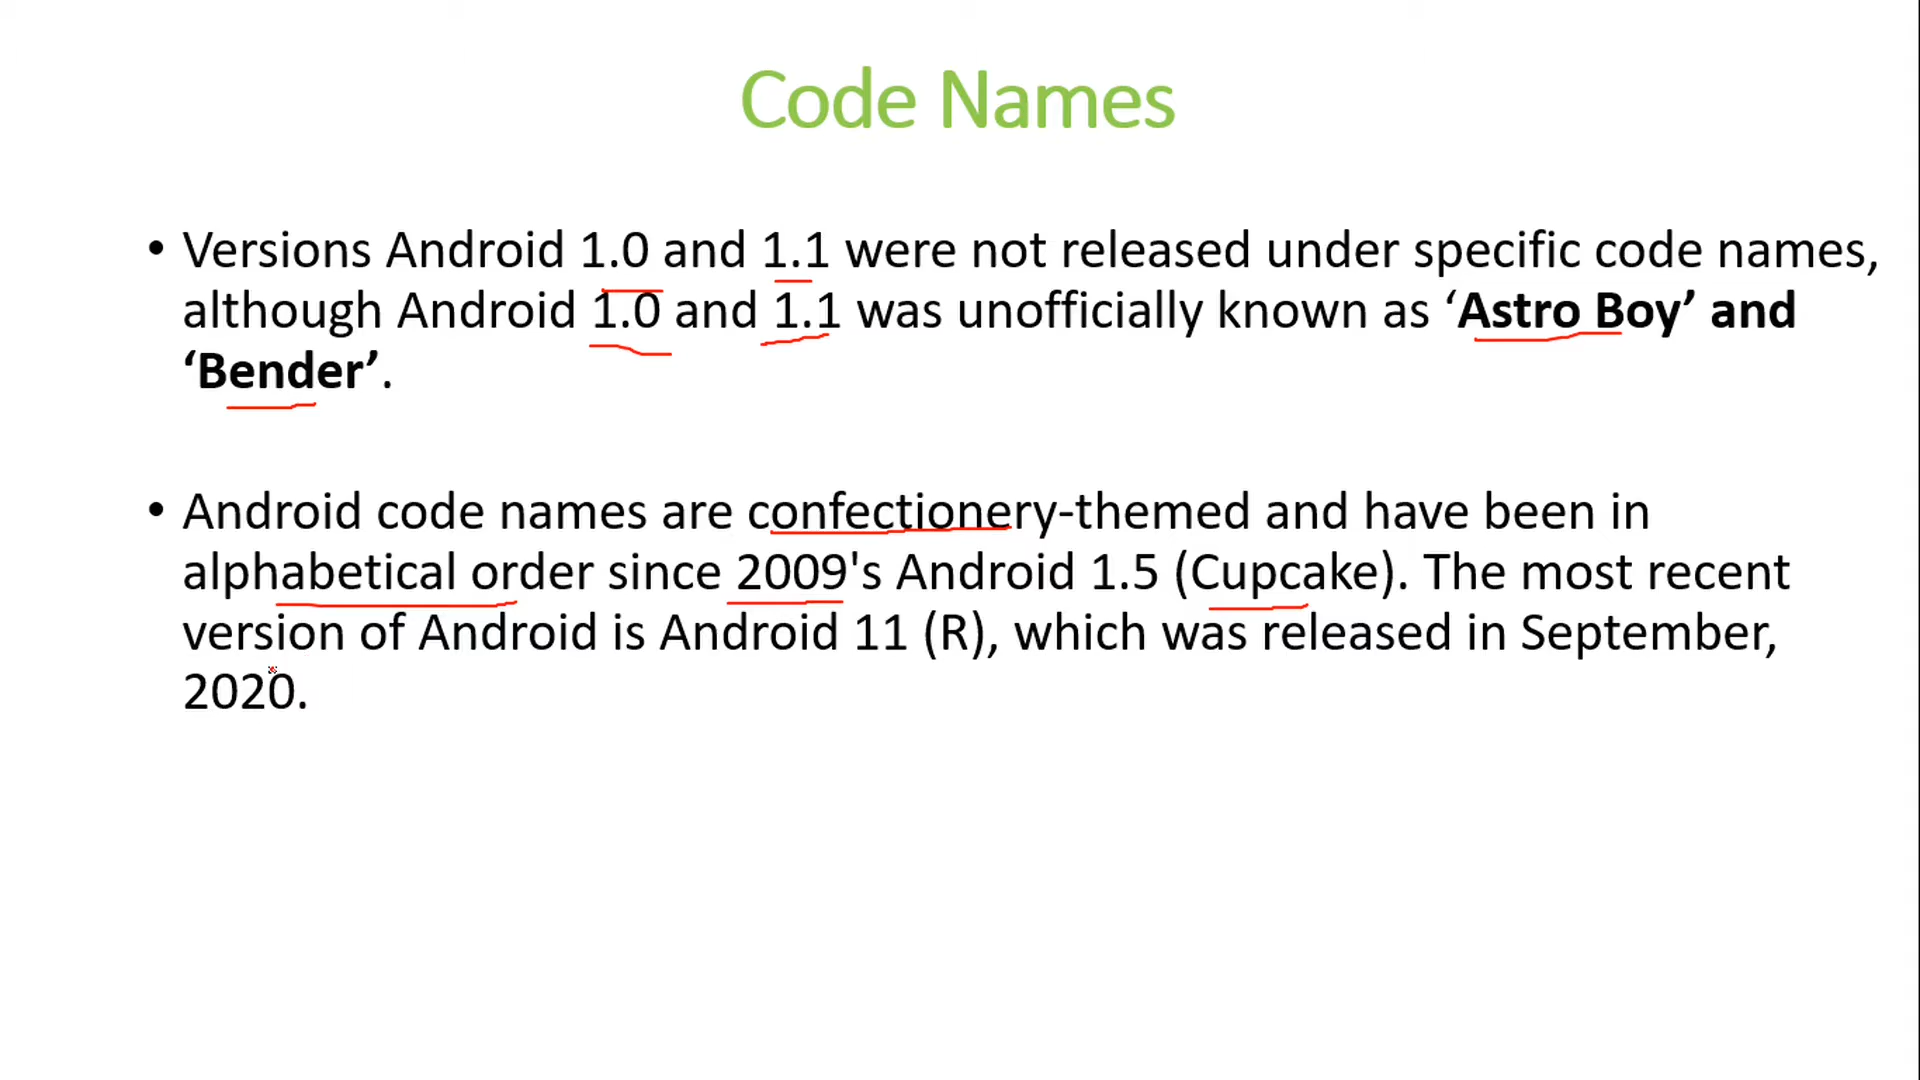 Code Names
• Versions Android 1.0 and 1.1 were not released under specific code names,
although Android 1.0 and 1.1 was unofficially known as ‘Astro Boy’ and
‘Bender’.
• Android code names are confectionery-themed and have been in
alphabetical order since 2009's Android 1.5 (Cupcake). The most recent
version of Android is Android 11 (R), which was released in September,
2020.